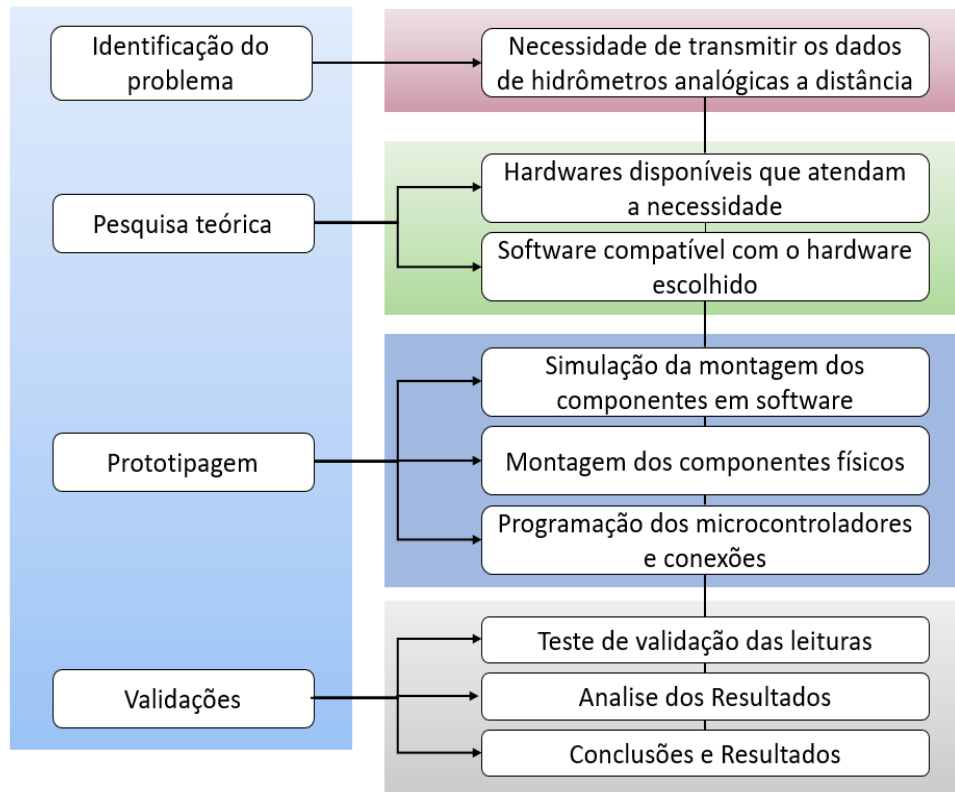 Identificação do
problema
Necessidade de transmitir os dados
de hidrômetros analógicas a distância
Pesquisa teórica
Hardwares disponíveis que atendam
a necessidade
Software compatível com o hardware
escolhido
Prototipagem
Simulação da montagem dos
componentes em software
Montagem dos componentes físicos
Programação dos microcontroladores
e conexões
Validações
Teste de validação das leituras
Analise dos Resultados
Conclusões e Resultados